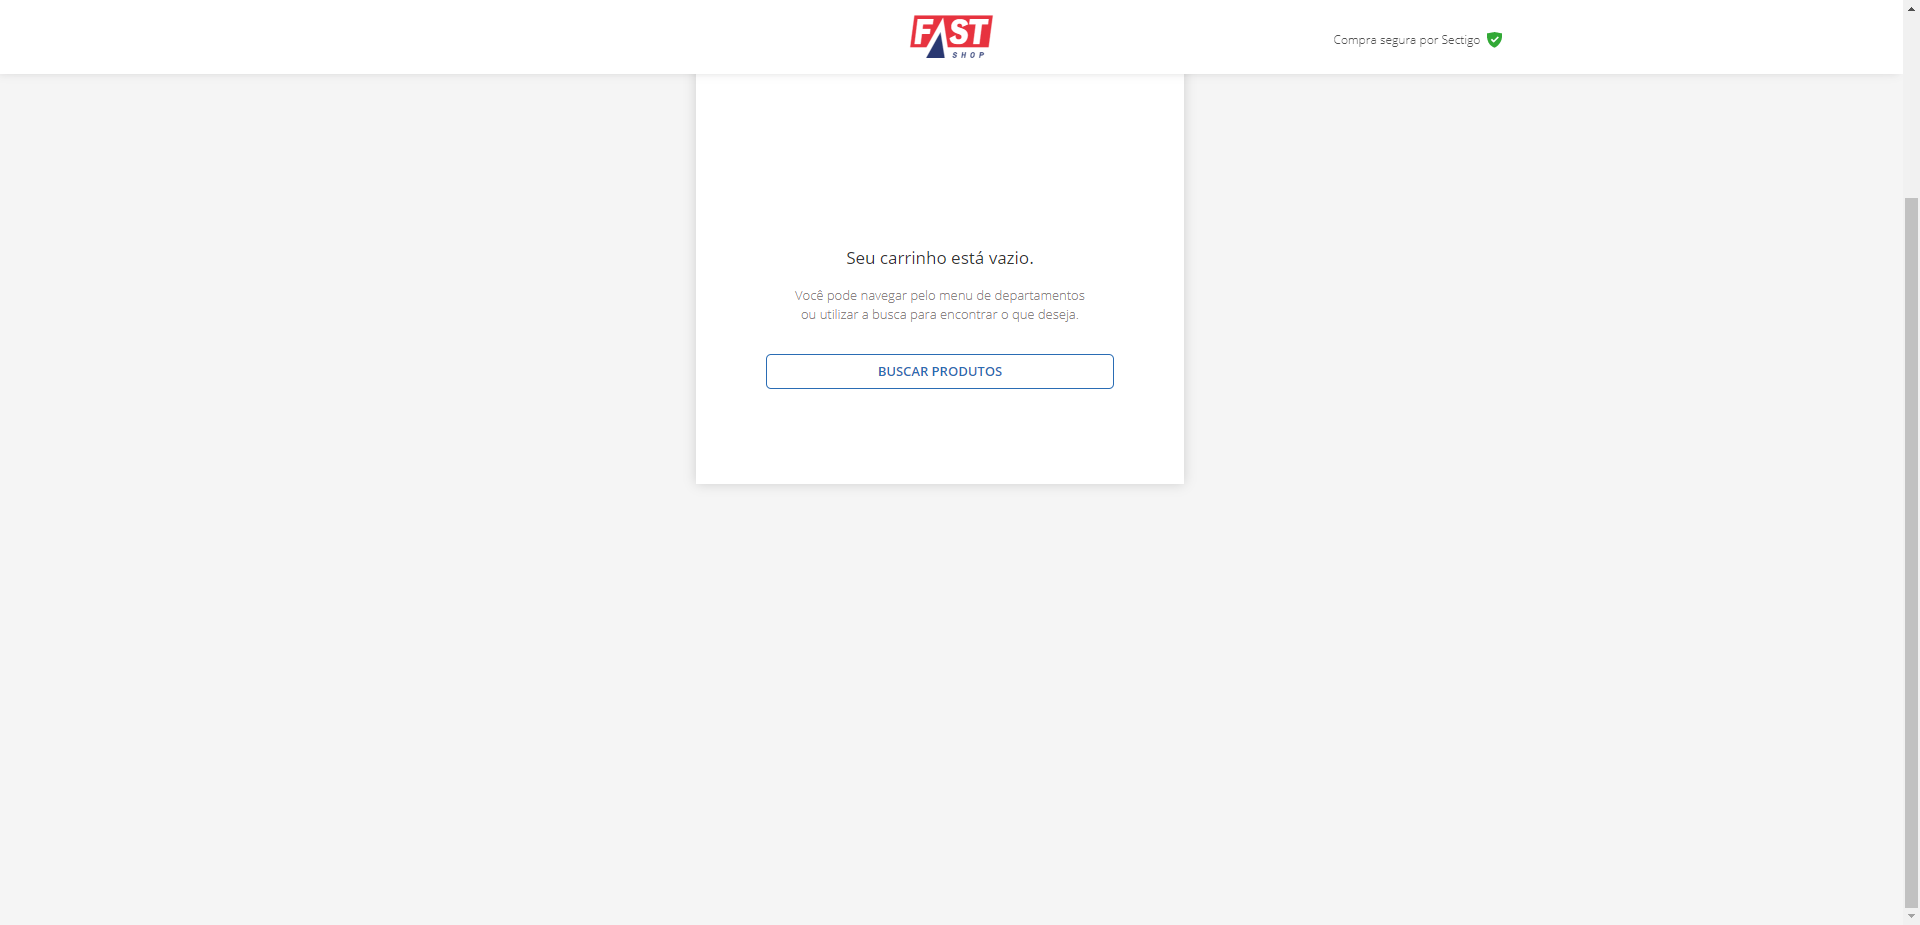 FAST
SHOP
Compra segura por Sectigo
Seu carrinho está vazio.
Você pode navegar pelo menu de departamentos
ou utilizar a busca para encontrar o que deseja.
BUSCAR PRODUTOS